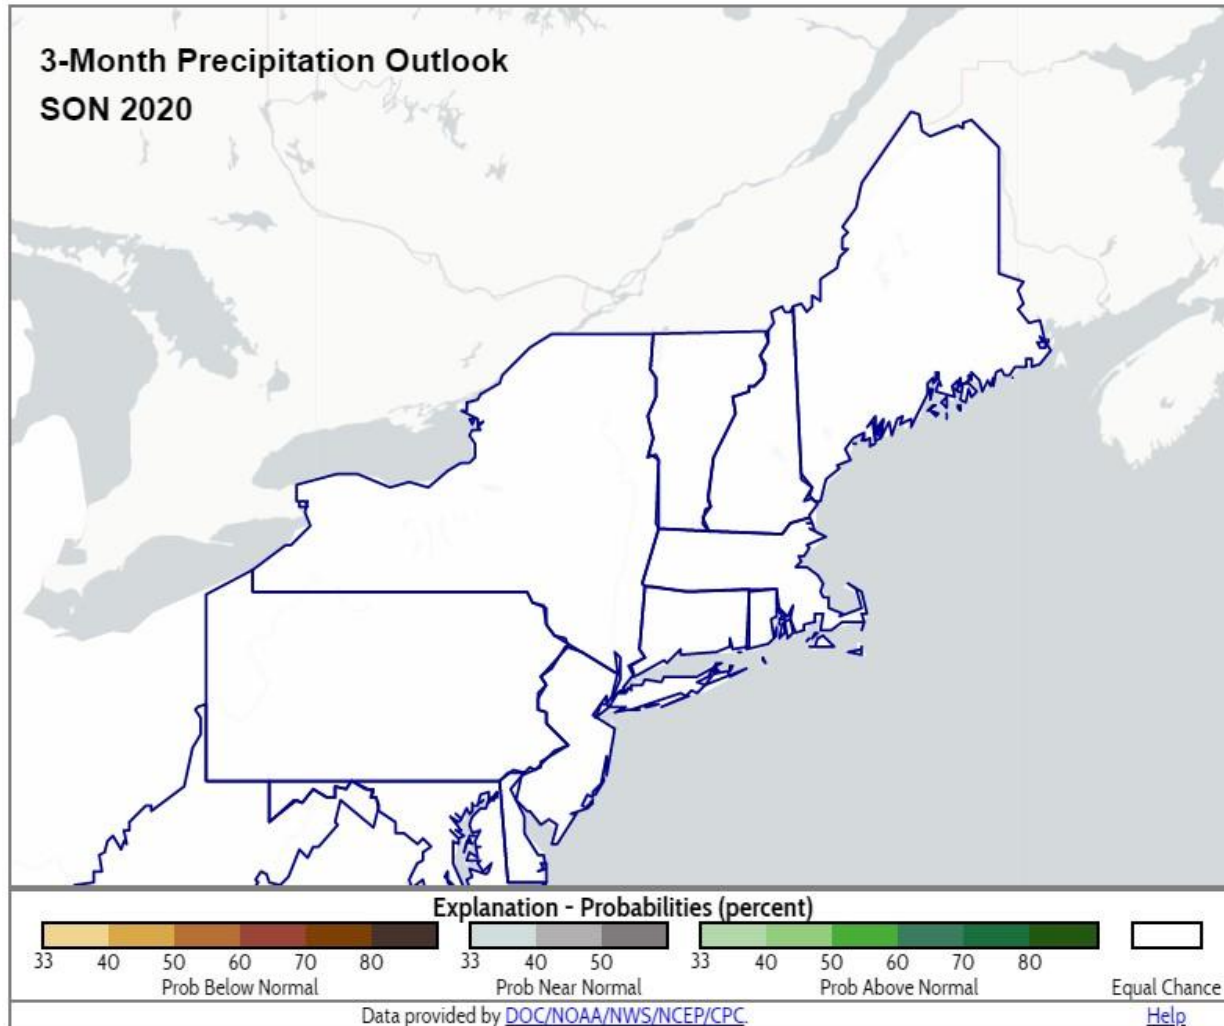 3-Month Precipitation Outlook
SON 2020
Explanation - Probabilities (percent)
33 40 50 60 70 80 33 40 50 33 40 50 60 70 80
Prob Below Normal Prob Near Normal Prob Above Normal Equal Chance
Data provided by DOC/NOAA/NWS/NCEP/CPC. Help